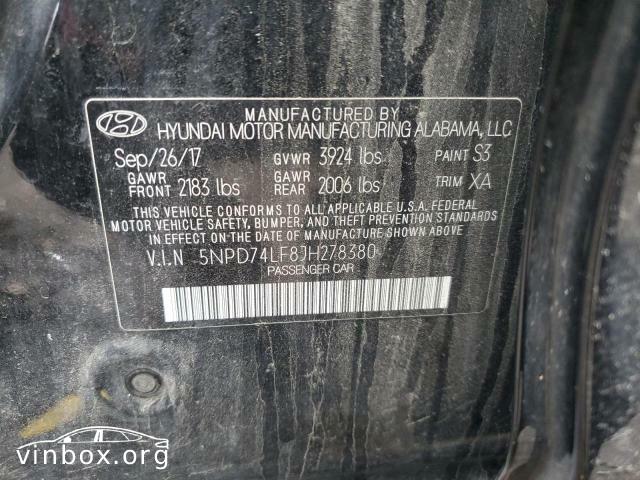 MANUFACTURED BY
HYUNDAI MOTOR MANUFACTURING ALABAMA, LLC
Sep/26/17 GVWR 3924 lbs PAINT S3
GAWR FRONT 2183 lbs GAWR REAR 2006 lbs TRIM XA
THIS VEHICLE CONFORMS TO ALL APPLICABLE U.S.A. FEDERAL
MOTOR VEHICLE SAFETY, BUMPER, AND THEFT PREVENTION STANDARDS
IN EFFECT ON THE DATE OF MANUFACTURE SHOWN ABOVE
V.I.N 5NPD74LF8JH278380
PASSENGER CAR
vinbox.org